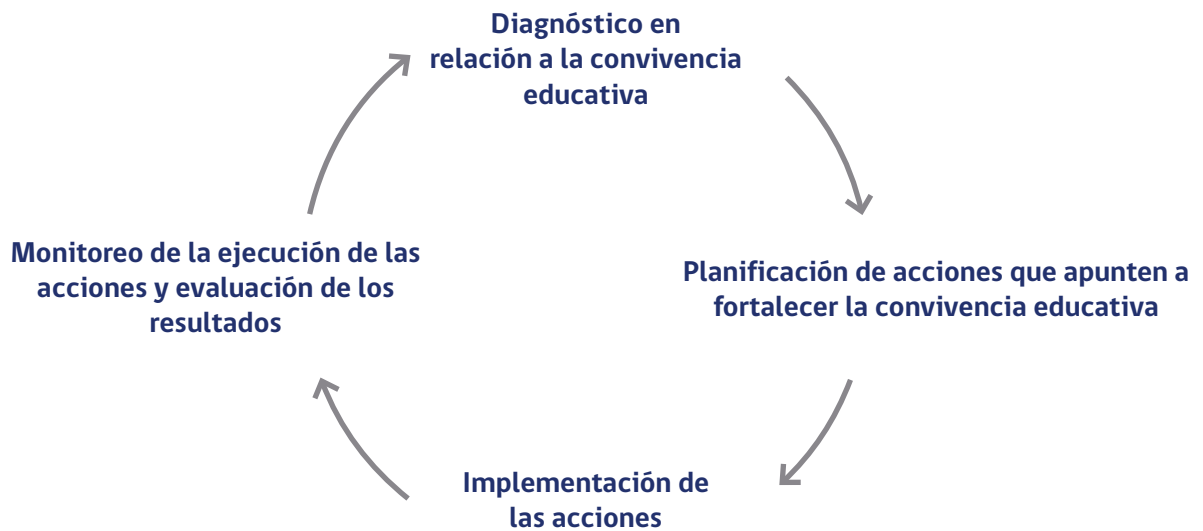 Diagnóstico en
relación a la convivencia
educativa
Planificación de acciones que apunten a
fortalecer la convivencia educativa
Implementación de
las acciones
Monitoreo de la ejecución de las
acciones y evaluación de los
resultados